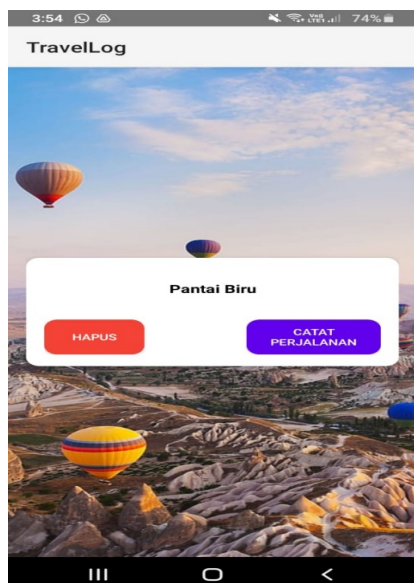 3:54 74%
TravelLog
Pantai Biru
HAPUS
CATAT
PERJALANAN